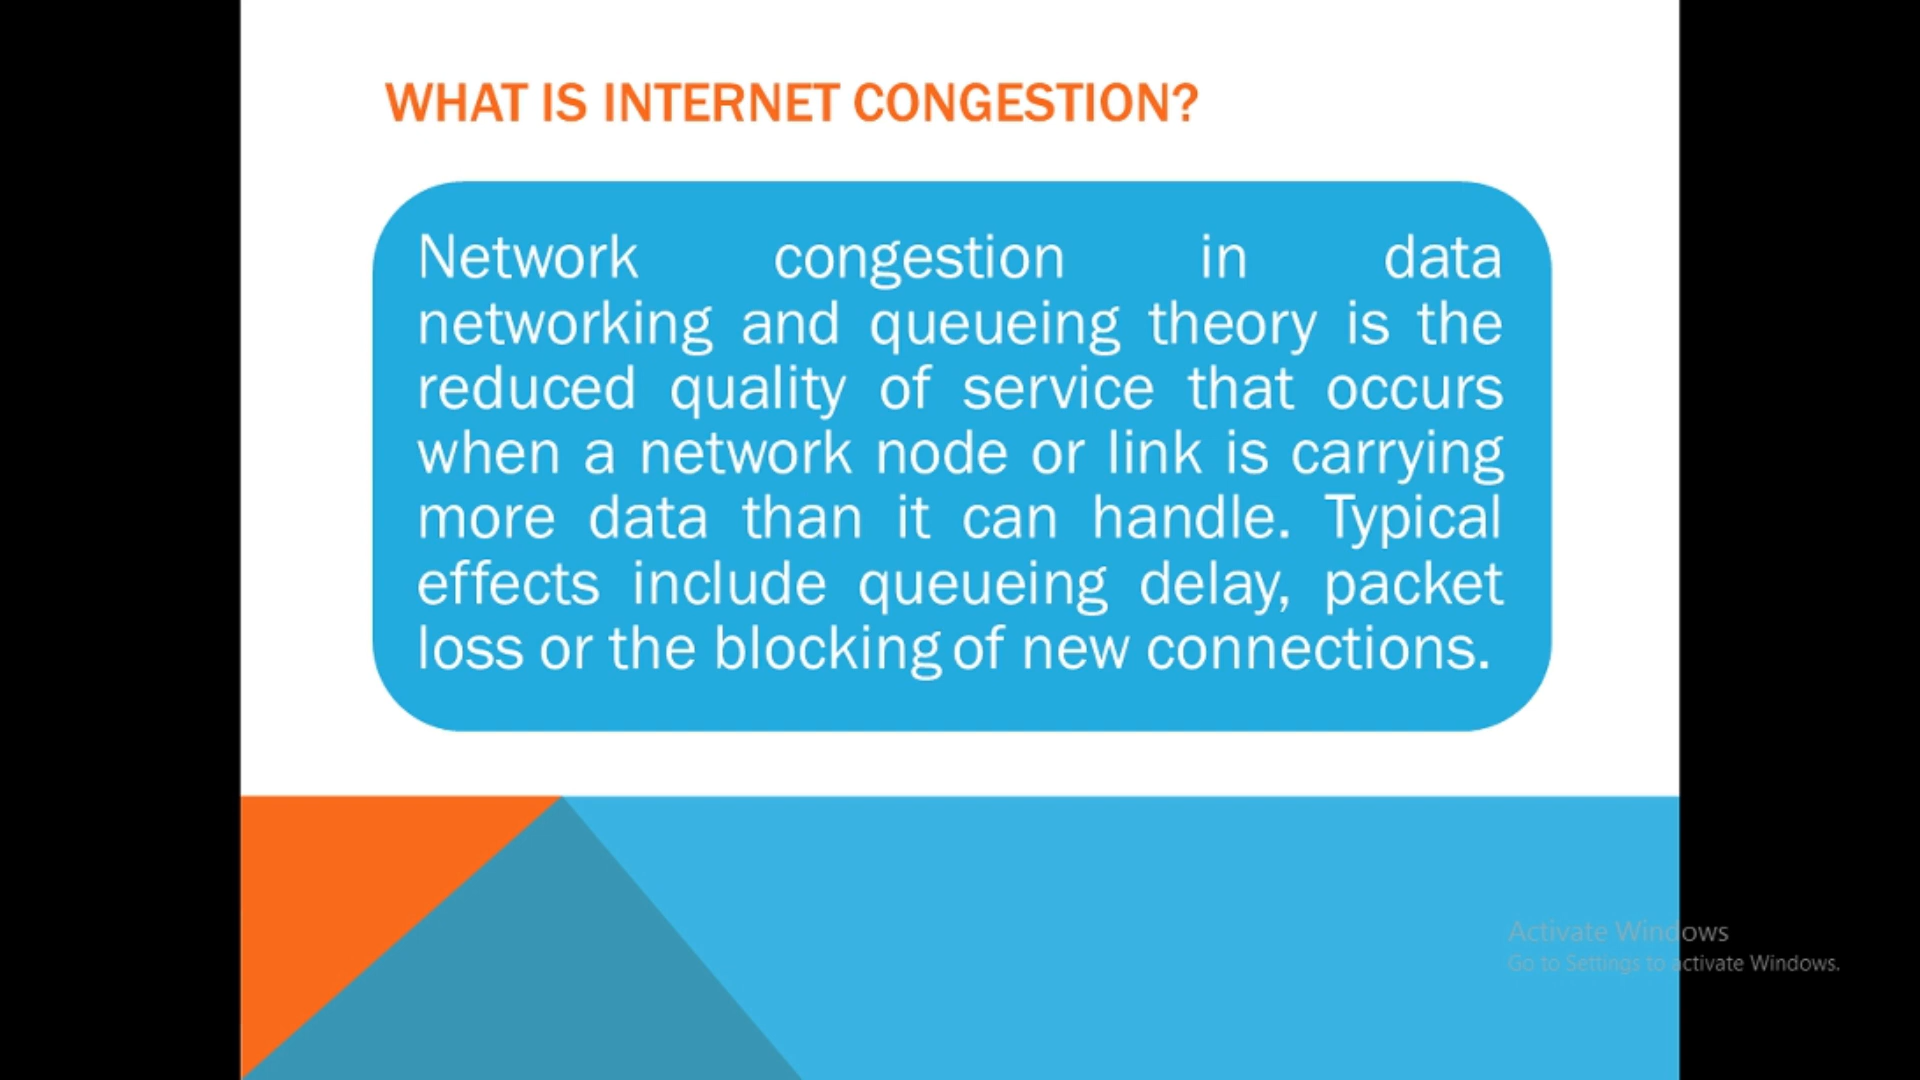 WHAT IS INTERNET CONGESTION?
Network congestion in data
networking and queueing theory is the
reduced quality of service that occurs
when a network node or link is carrying
more data than it can handle. Typical
effects include queueing delay, packet
loss or the blocking of new connections.
Activate Windows
Go to Settings to activate Windows.